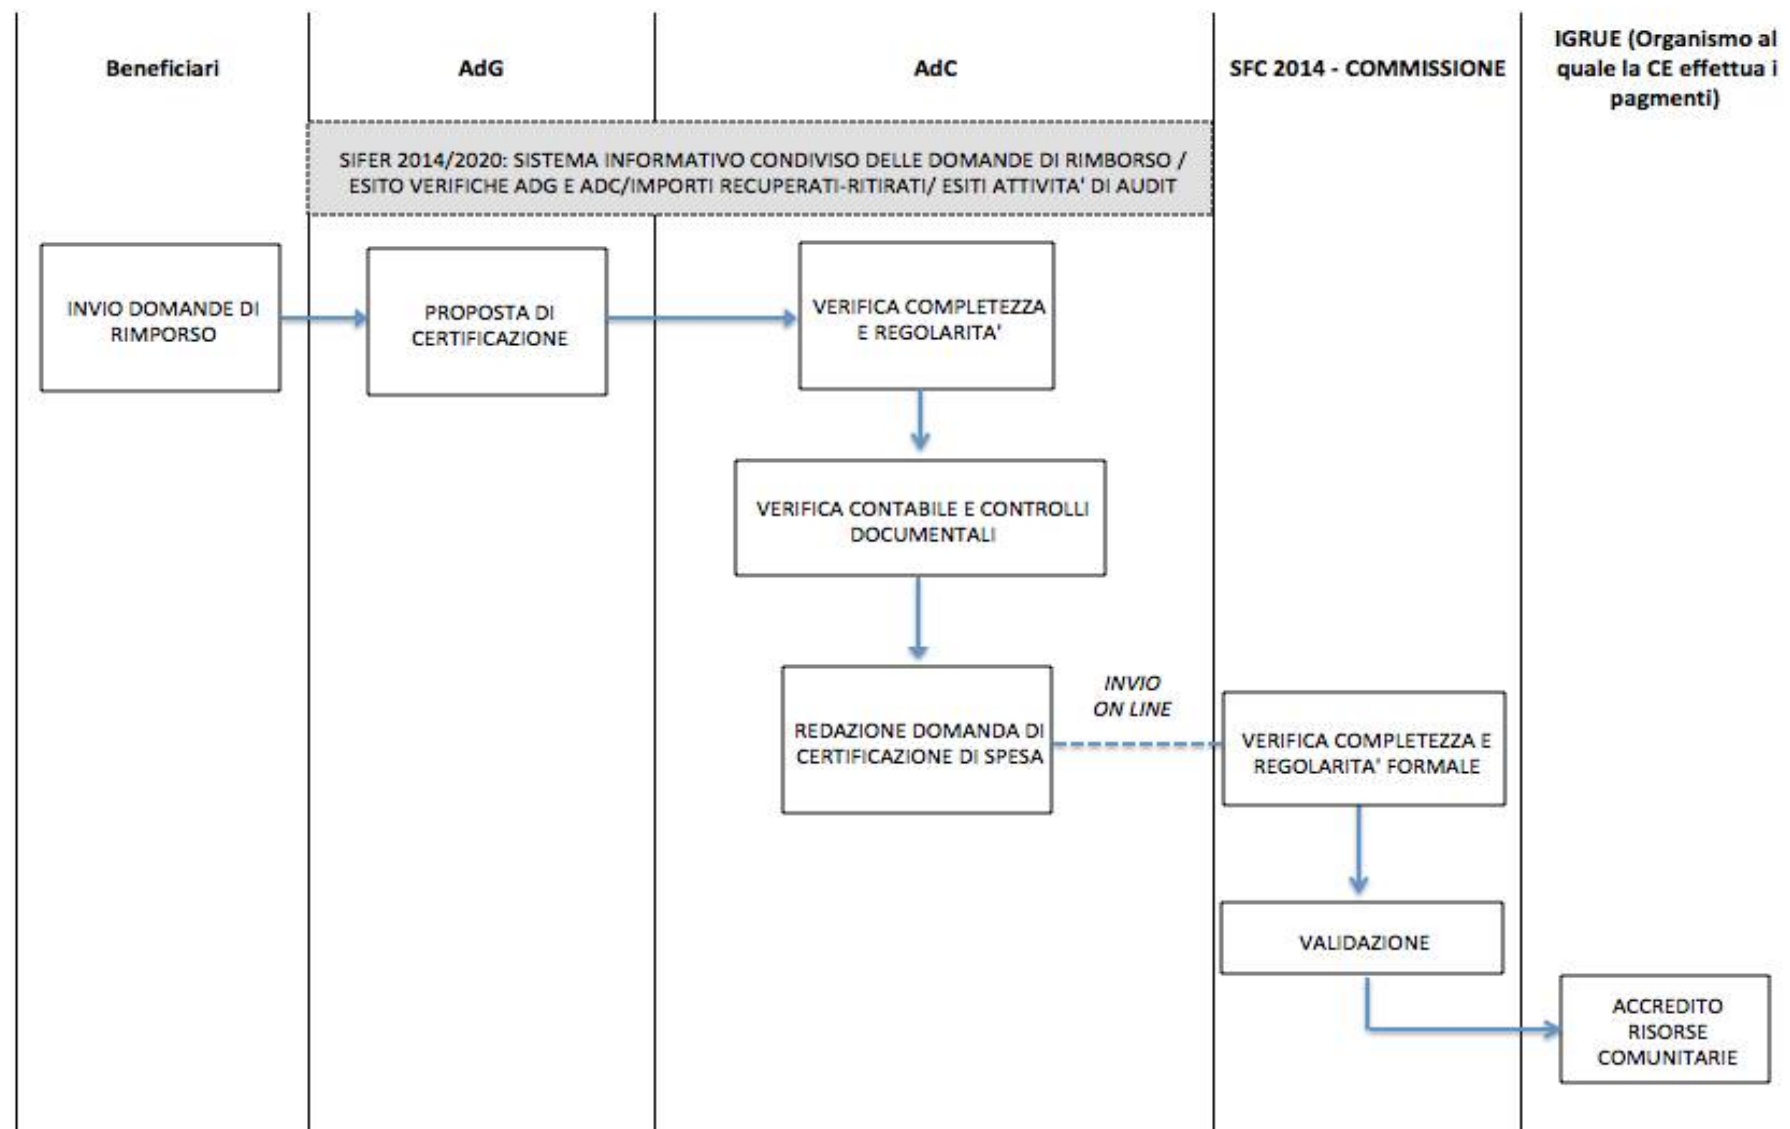 Beneficiari
AdG
AdC
SFC 2014 - COMMISSIONE
IGRUE (Organismo al
quale la CE effettua i
pagmenti)
SIFER 2014/2020: SISTEMA INFORMATIVO CONDIVISO DELLE DOMANDE DI RIMBORSO /
ESITO VERIFICHE ADG E ADC/IMPORTI RECUPERATI-RITIRATI/ ESITI ATTIVITA' DI AUDIT
INVIO DOMANDE DI
RIMPORSO
PROPOSTA DI
CERTIFICAZIONE
VERIFICA COMPLETEZZA
E REGOLARITA'
VERIFICA CONTABILE E CONTROLLI
DOCUMENTALI
REDAZIONE DOMANDA DI
CERTIFICAZIONE DI SPESA
INVIO
ON LINE
VERIFICA COMPLETEZZA E
REGOLARITA' FORMALE
VALIDAZIONE
ACCREDITO
RISORSE
COMUNITARIE